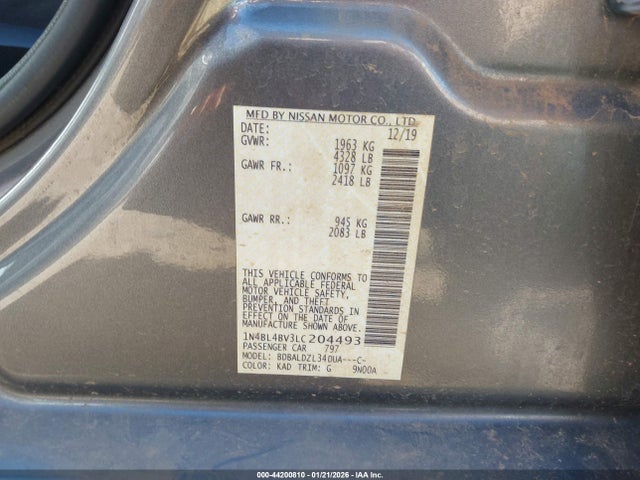 MFD BY NISSAN MOTOR CO., LTD
DATE: 12/19
GVWR: 1963 KG
4328 LB
GAWR FR.: 1097 KG
2418 LB
GAWR RR.: 945 KG
2083 LB
THIS VEHICLE CONFORMS TO
ALL APPLICABLE FEDERAL
MOTOR VEHICLE SAFETY,
BUMPER, AND THEFT
PREVENTION STANDARDS
IN EFFECT ON THE DATE OF
MANUFACTURE SHOWN ABOVE.
1N4BL4BV3LC204493
PASSENGER CAR 797
MODEL: BDBALDZL34DUA---C-
COLOR: KAD TRIM: G 9N00A
000-44200810 - 01/21/2026 - IAA Inc.